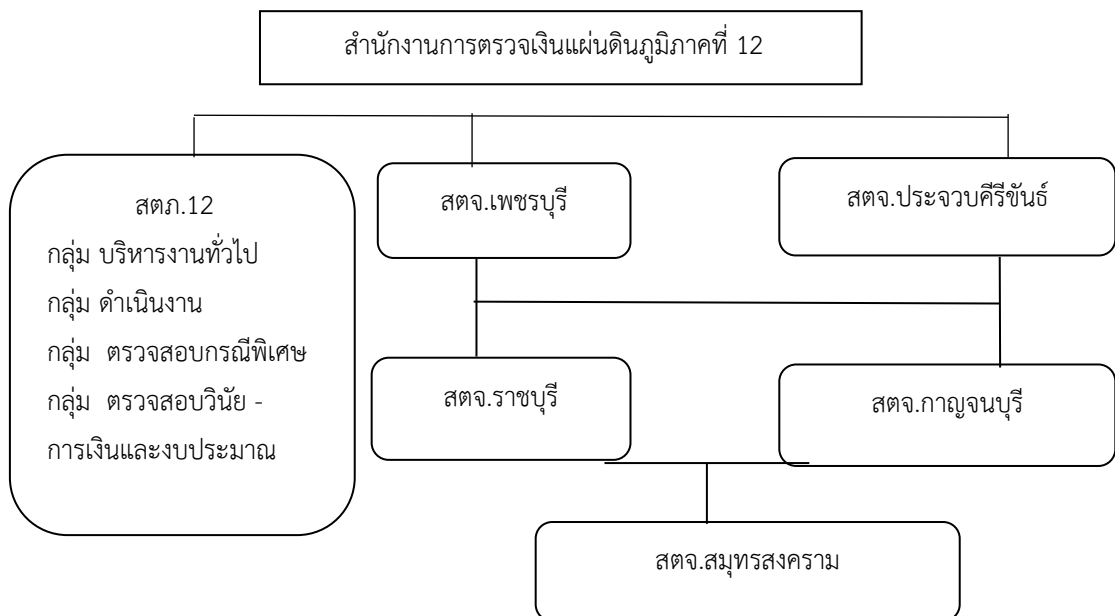 สำนักงานการตรวจเงินแผ่นดินภูมิภาคที่ 12
สตภ.12
กลุ่ม บริหารงานทั่วไป
กลุ่ม ดำเนินงาน
กลุ่ม ตรวจสอบกรณีพิเศษ
กลุ่ม ตรวจสอบวินัย -
การเงินและงบประมาณ
สตจ.เพชรบุรี
สตจ.ประจวบคีรีขันธ์
สตจ.ราชบุรี
สตจ.กาญจนบุรี
สตจ.สมุทรสงคราม